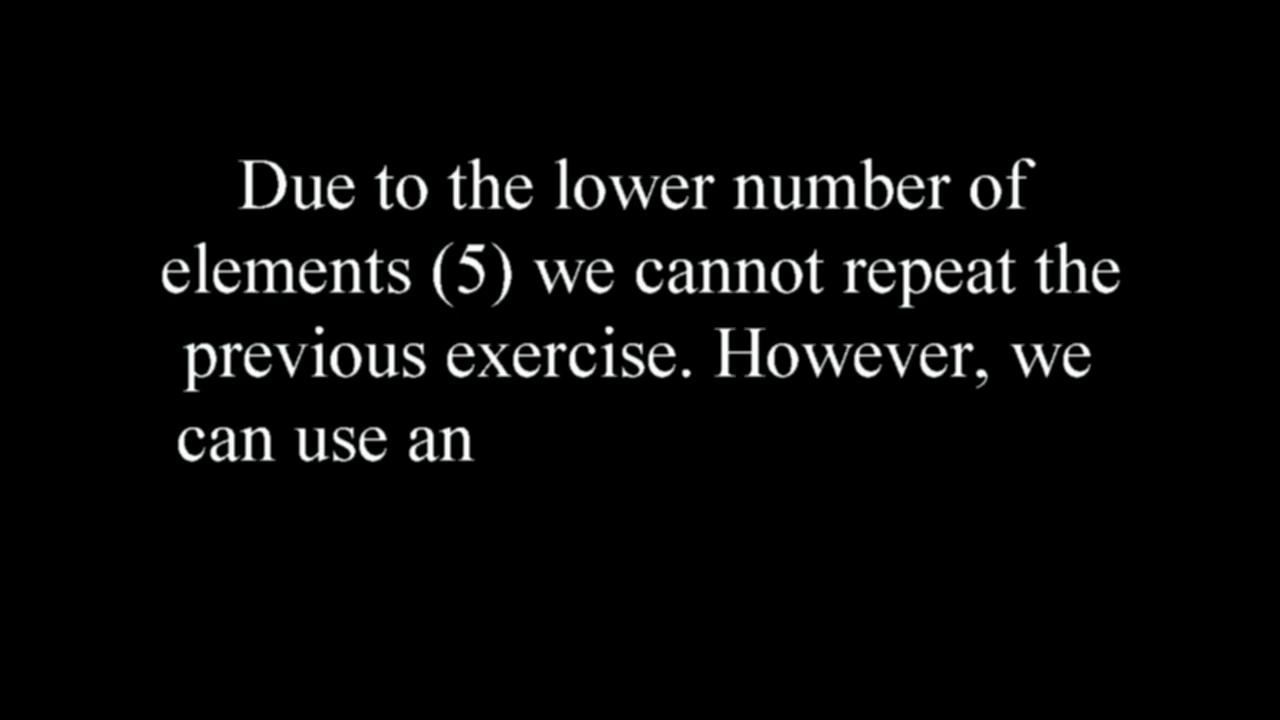 Due to the lower number of
elements (5) we cannot repeat the
previous exercise. However, we
can use an